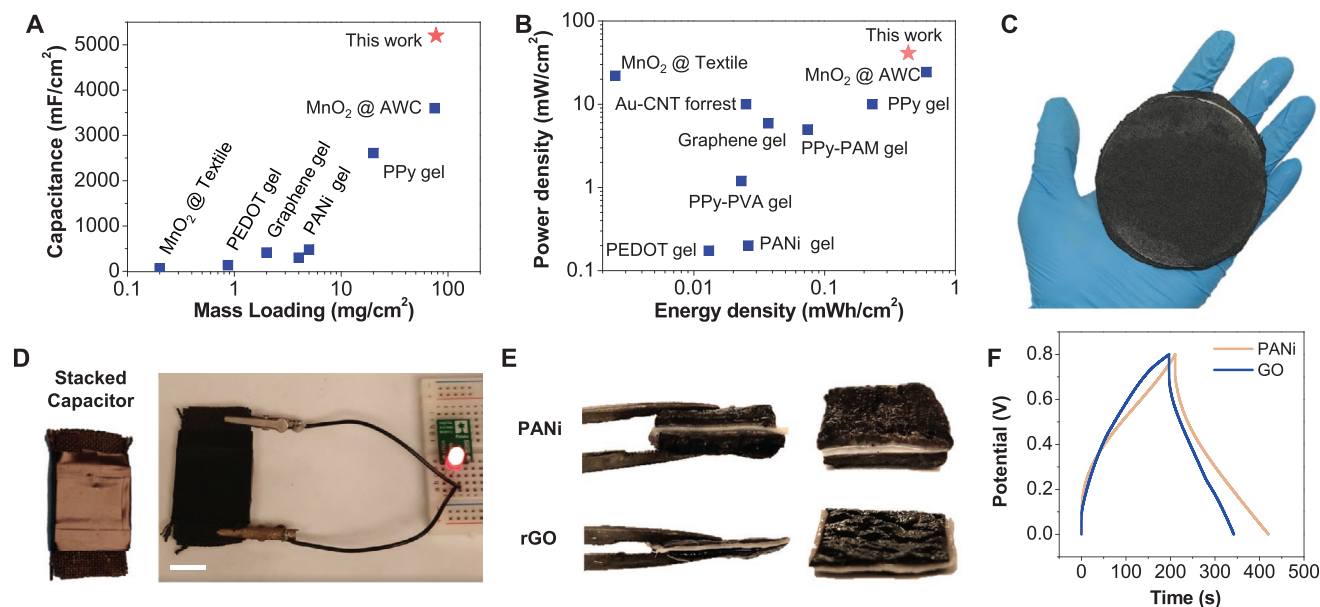 A
Capacitance (mF/cm²)
5000
4000
3000
2000
1000
0
0.1
1
10
100
Mass Loading (mg/cm²)
This work
MnO₂ @ AWC
PPy gel
MnO₂ @ Textile
PEDOT gel
Graphene gel
PANi gel
B
Power density (mW/cm²)
100
10
1
0.1
0.01
0.1
1
Energy density (mWh/cm²)
This work
MnO₂ @ Textile
MnO₂ @ AWC
Au-CNT forrest
PPy gel
Graphene gel
PPy-PAM gel
PPy-PVA gel
PEDOT gel
PANi gel
C
D
Stacked
Capacitor
E
PANi
rGO
F
Potential (V)
0.8
0.6
0.4
0.2
0.0
0
100
200
300
400
500
Time (s)
PANi
GO